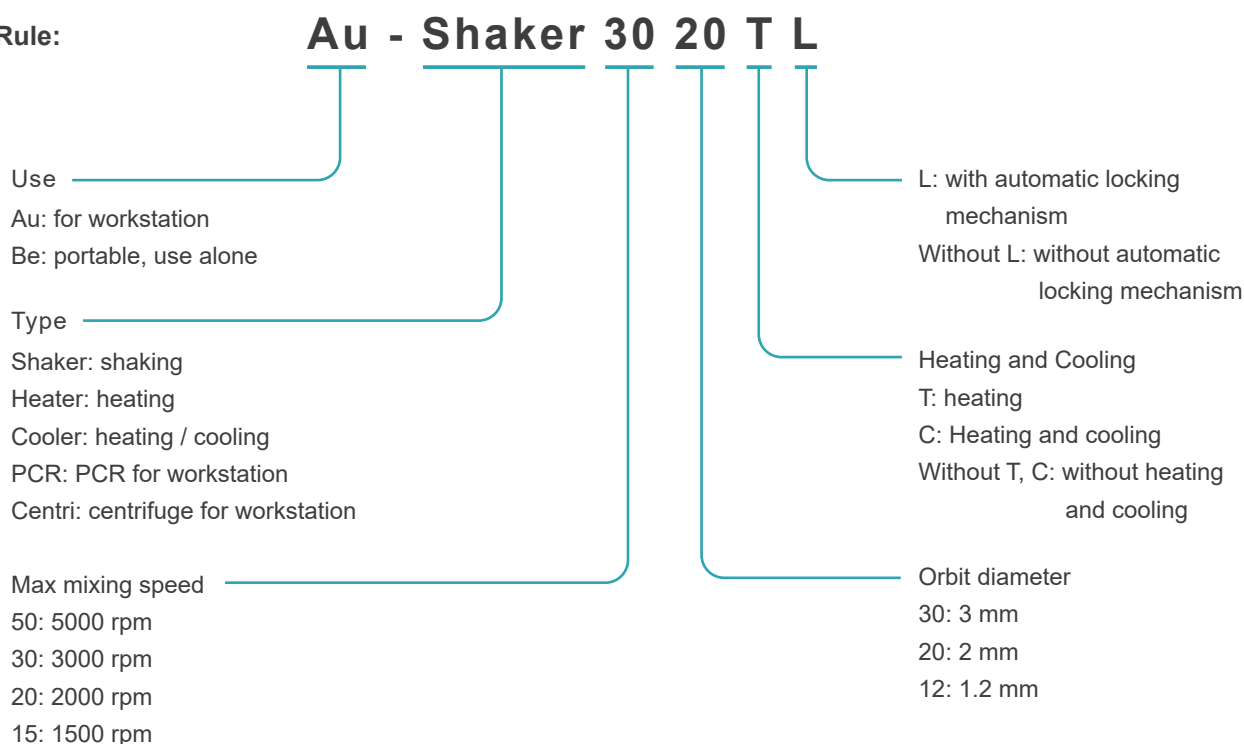 Rule:
Au - Shaker 30 20 T L
Use
Au: for workstation
Be: portable, use alone
Type
Shaker: shaking
Heater: heating
Cooler: heating / cooling
PCR: PCR for workstation
Centri: centrifuge for workstation
Max mixing speed
50: 5000 rpm
30: 3000 rpm
20: 2000 rpm
15: 1500 rpm
L: with automatic locking
mechanism
Without L: without automatic
locking mechanism
Heating and Cooling
T: heating
C: Heating and cooling
Without T, C: without heating
and cooling
Orbit diameter
30: 3 mm
20: 2 mm
12: 1.2 mm